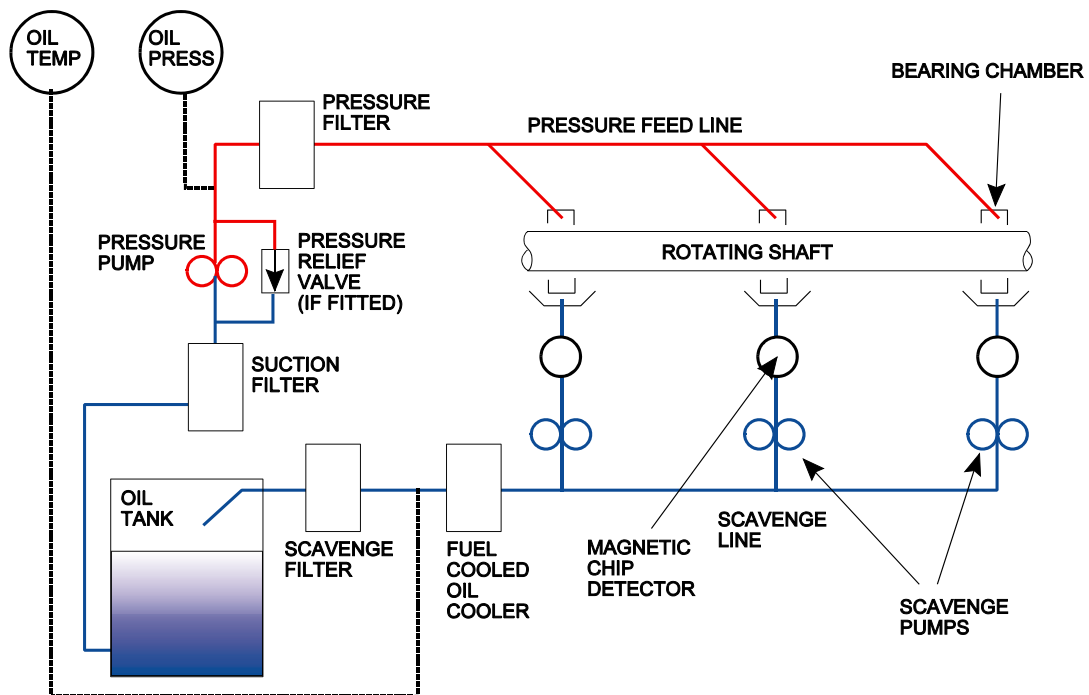 OIL
TEMP
OIL
PRESS
BEARING CHAMBER
PRESSURE
FILTER
PRESSURE FEED LINE
PRESSURE
PUMP
PRESSURE
RELIEF
VALVE
(IF FITTED)
ROTATING SHAFT
SUCTION
FILTER
OIL
TANK
SCAVENGE
FILTER
FUEL
COOLED
OIL
COOLER
MAGNETIC
CHIP
DETECTOR
SCAVENGE
LINE
SCAVENGE
PUMPS